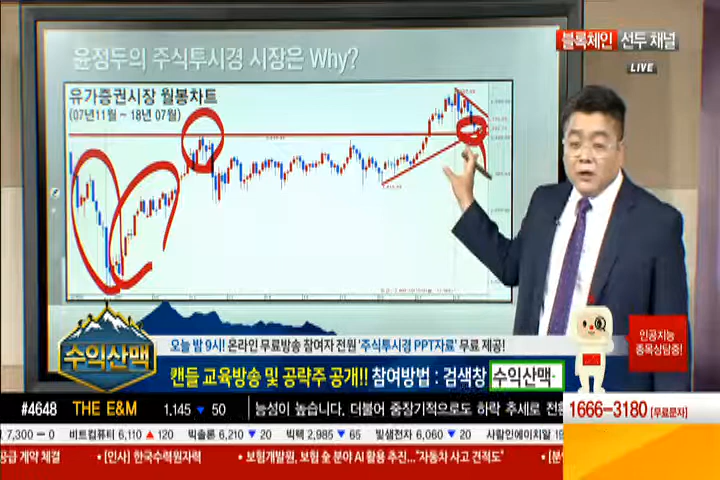 블록체인 선두 채널
LIVE
윤정두의 주식투시경 시장은 Why?
유가증권시장 월봉차트
(07년11월 ~ 18년 07월)
수익산맥
오늘 밤 9시! 온라인 무료방송 참여자 전원 '주식투시경 PPT자료' 무료 제공!
캔들 교육방송 및 공략주 공개!! 참여방법 : 검색창 수익산맥
인공지능
종목상담중!
#4648 THE E&M 1,145 ▼ 50 능성이 높습니다. 더불어 중장기적으로도 하락 추세로 전
1666-3180 [무료문자]
7,300 − 0 비트컴퓨터 6,110 ▲ 120 빅솔론 6,210 ▼ 20 빅텍 2,985 ▼ 65 빛샘전자 6,060 ▼ 20 사람인에이치알
공급 계약 체결 • [인사] 한국수력원자력 • 보험개발원, 보험 全 분야 AI 활용 추진..."자동차 사고 견적도"